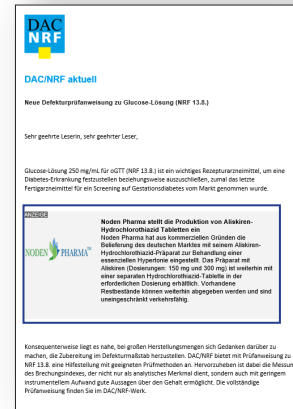 DAC
NRF
DAC/NRF aktuell
Neue Defekturprüfanweisung zu Glucose-Lösung (NRF 13.8.)
Sehr geehrte Leserin, sehr geehrter Leser,
Glucose-Lösung 250 mg/mL für oGTT (NRF 13.8.) ist ein wichtiges Rezepturarzneimittel, um eine
Diabetes-Erkrankung festzustellen beziehungsweise auszuschließen, zumal das letzte
Fertigarzneimittel für ein Screening auf Gestationsdiabetes vom Markt genommen wurde.
ANZEIGE
NODEN PHARMA™
Noden Pharma stellt die Produktion von Aliskiren-
Hydrochlorothiazid Tabletten ein
Noden Pharma hat aus kommerziellen Gründen die
Belieferung des deutschen Marktes mit seinem Aliskiren-
Hydrochlorothiazid-Präparat zur Behandlung einer
essenziellen Hypertonie eingestellt. Das Präparat mit
Aliskiren (Dosierungen: 150 mg und 300 mg) ist weiterhin mit
einer separaten Hydrochlorothiazid-Tablette in der
erforderlichen Dosierung erhältlich. Vorhandene
Restbestände können weiterhin abgegeben werden und sind
uneingeschränkt verkehrsfähig.
Konsequenterweise liegt es nahe, bei großen Herstellungsmengen sich Gedanken darüber zu
machen, die Zubereitung im Defekturmaßstab herzustellen. DAC/NRF bietet mit Prüfanweisung zu
NRF 13.8. eine Hilfestellung mit geeigneten Prüfmethoden an. Hervorzuheben ist dabei die Messung
des Brechungsindexes, der nicht nur als analytisches Merkmal dient, sondern auch mit geringem
instrumentellem Aufwand gute Aussagen über den Gehalt ermöglicht. Die vollständige
Prüfanweisung finden Sie im DAC/NRF-Werk.